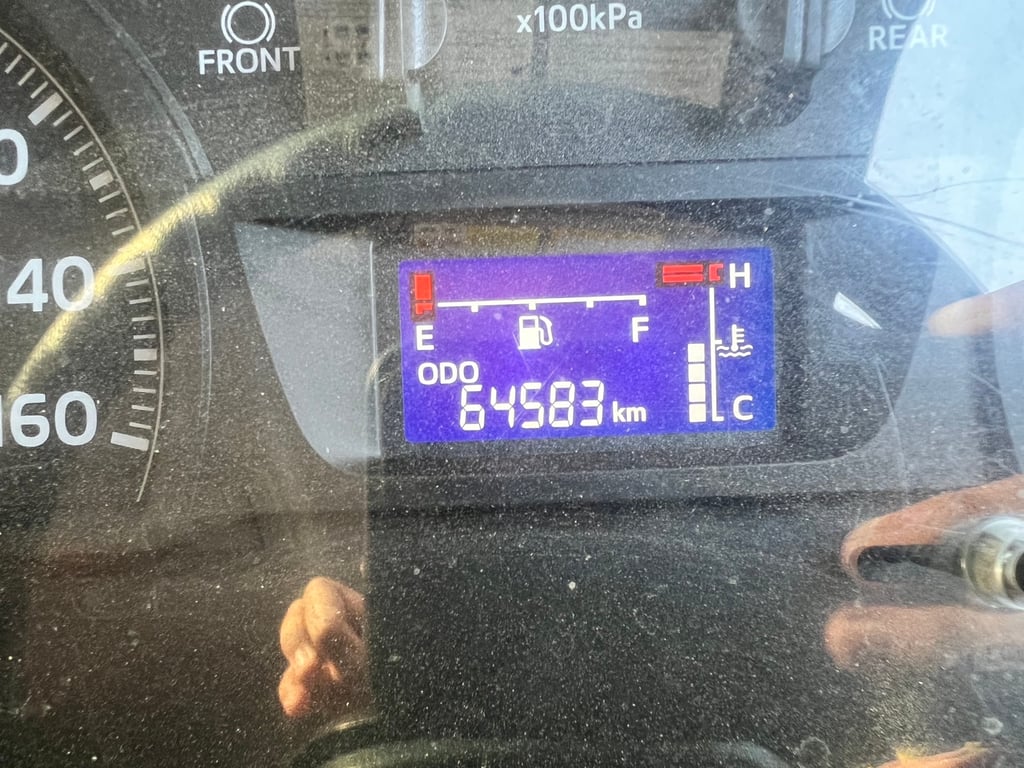 FRONT
x100kPa
REAR
0
40
160
H
E
F
ODO
64583 km
C